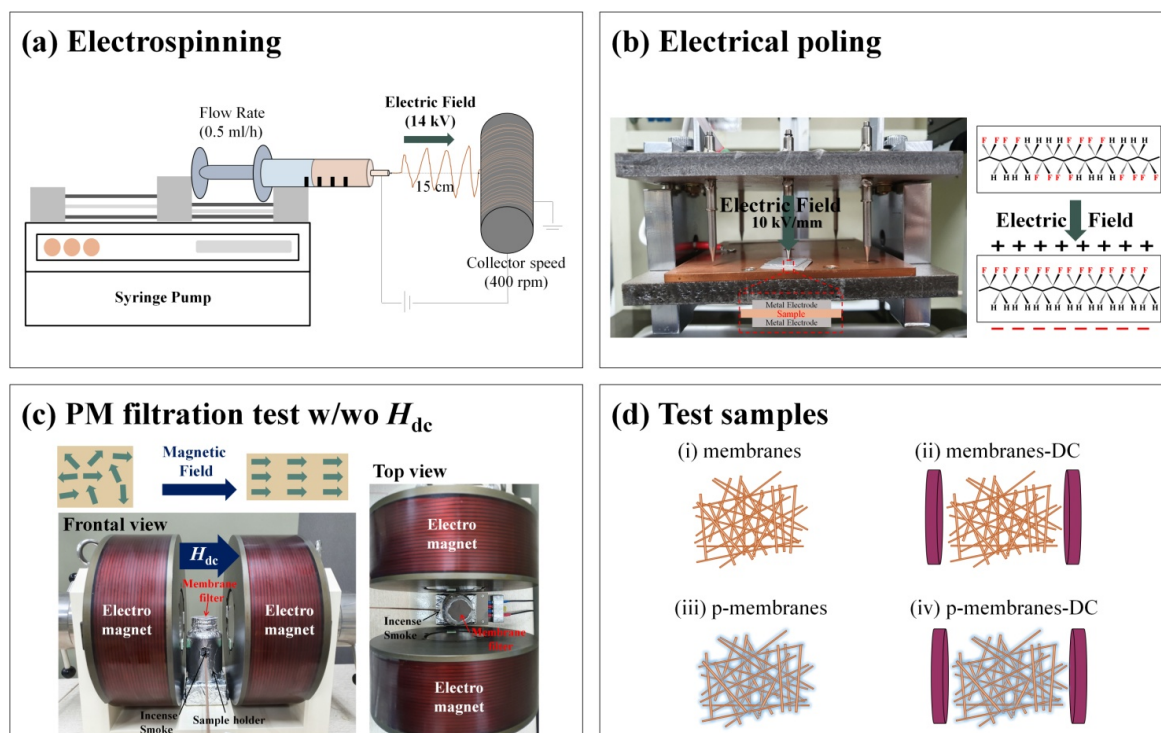 (a) Electrospinning
Flow Rate
(0.5 ml/h)
Electric Field
(14 kV)
15 cm
Syringe Pump
Collector speed
(400 rpm)
(b) Electrical poling
Electric Field
10 kV/mm
Metal Electrode
Sample
Metal Electrode
F F F F H H H H F F F F H H H H
H H H H F F F F H H H H F F F F
Electric Field
+ + + + + + + +
F F F F F F F F F F F F F F F F
H H H H H H H H H H H H H H H H
− − − − − − − −
(c) PM filtration test w/wo Hdc
Magnetic
Field
Frontal view
Hdc
Membrane
filter
Electro
magnet
Electro
magnet
Incense
Smoke
Sample holder
Top view
Electro
magnet
Incense
Smoke
Membrane
filter
Electro
magnet
(d) Test samples
(i) membranes
(ii) membranes-DC
(iii) p-membranes
(iv) p-membranes-DC